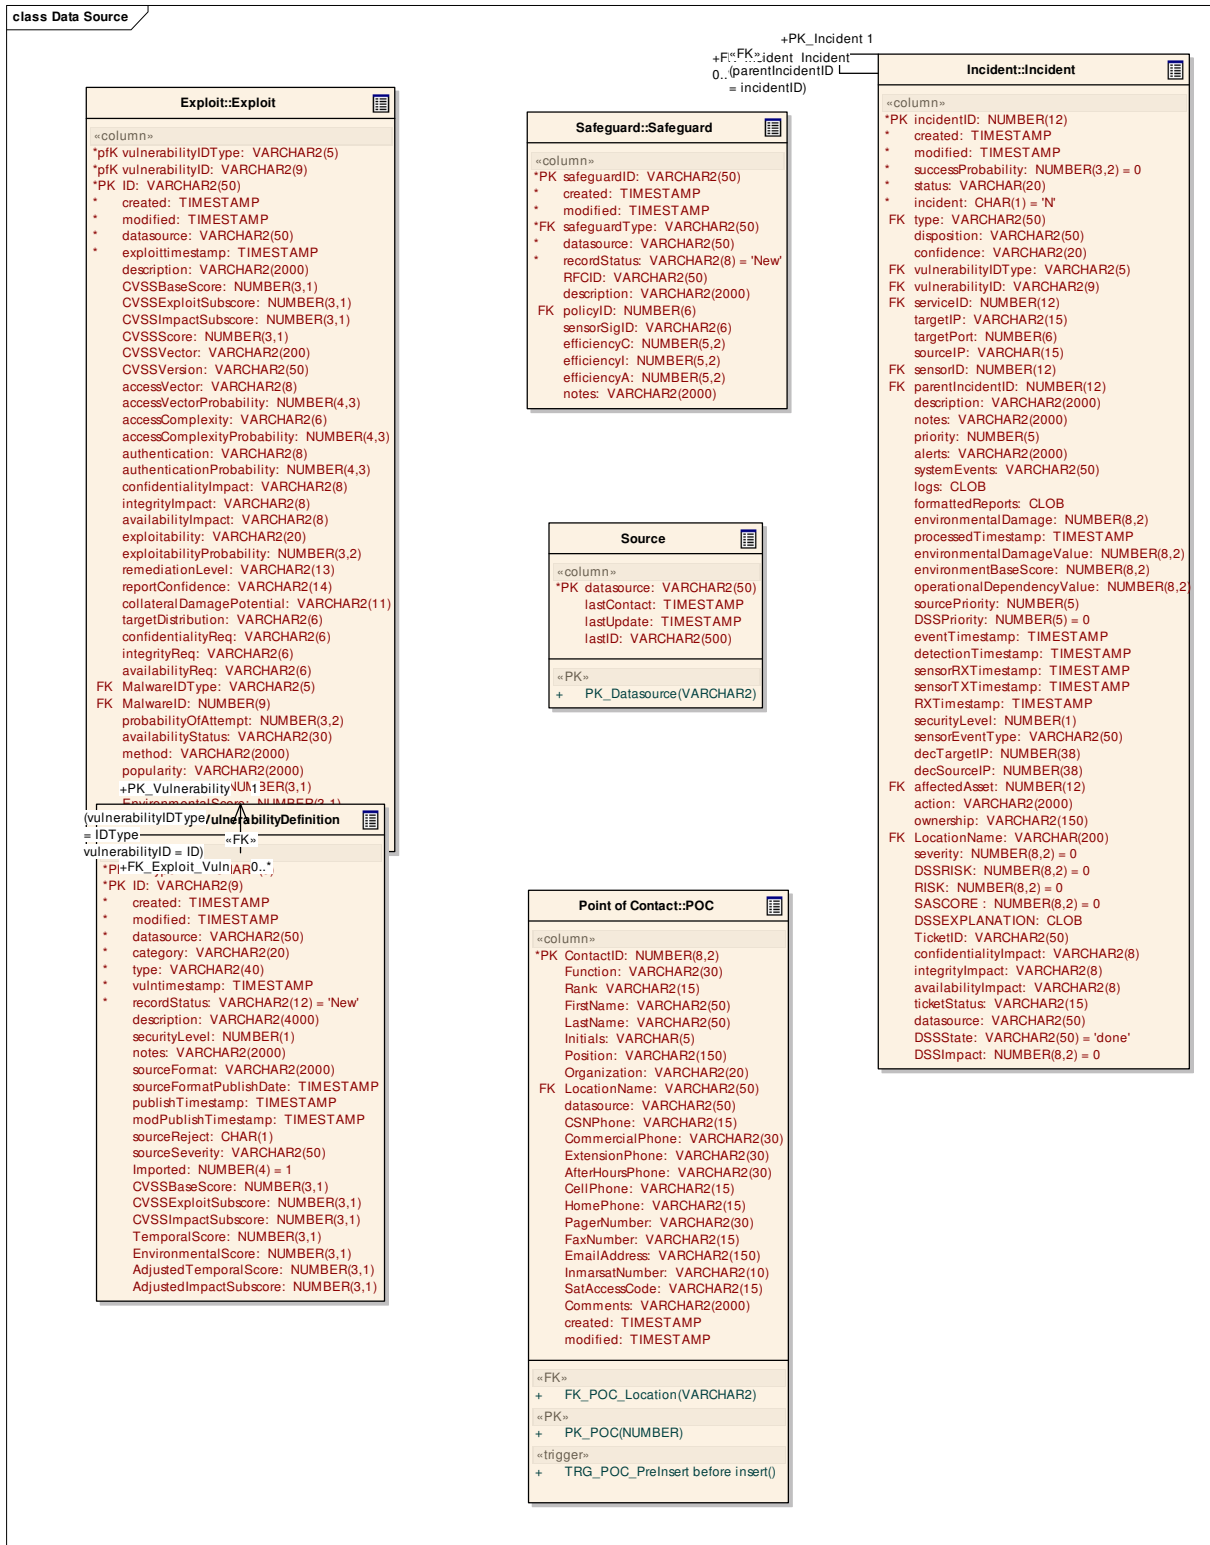 class Data Source
+PK_Incident 1
«FK»
Incident
0..
(parentIncidentID
= incidentID)
Exploit::Exploit
«column»
*pfK vulnerabilityIDType: VARCHAR2(5)
*pfK vulnerabilityID: VARCHAR2(9)
*PK ID: VARCHAR2(50)
* created: TIMESTAMP
* modified: TIMESTAMP
* datasource: VARCHAR2(50)
* exploittimestamp: TIMESTAMP
description: VARCHAR2(2000)
CVSSBaseScore: NUMBER(3,1)
CVSSExploitSubscore: NUMBER(3,1)
CVSSImpactSubscore: NUMBER(3,1)
CVSSScore: NUMBER(3,1)
CVSSVector: VARCHAR2(200)
CVSSVersion: VARCHAR2(50)
accessVector: VARCHAR2(8)
accessVectorProbability: NUMBER(4,3)
accessComplexity: VARCHAR2(6)
accessComplexityProbability: NUMBER(4,3)
authentication: VARCHAR2(8)
authenticationProbability: NUMBER(4,3)
confidentialityImpact: VARCHAR2(8)
integrityImpact: VARCHAR2(8)
availabilityImpact: VARCHAR2(8)
exploitability: VARCHAR2(20)
exploitabilityProbability: NUMBER(3,2)
remediationLevel: VARCHAR2(13)
reportConfidence: VARCHAR2(14)
collateralDamagePotential: VARCHAR2(11)
targetDistribution: VARCHAR2(6)
confidentialityReq: VARCHAR2(6)
integrityReq: VARCHAR2(6)
availabilityReq: VARCHAR2(6)
FK MalwareIDType: VARCHAR2(5)
FK MalwareID: NUMBER(9)
probabilityOfAttempt: NUMBER(3,2)
availabilityStatus: VARCHAR2(30)
method: VARCHAR2(2000)
popularity: VARCHAR2(2000)
+PK_Vulnerability 1
EnvironmentalScore: NUMBER(3,1)
(vulnerabilityIDType
= IDType
vulnerabilityID = ID)
«FK»
+FK_Exploit_Vuln 0..*
VulnerabilityDefinition
*PK ID: VARCHAR2(9)
* created: TIMESTAMP
* modified: TIMESTAMP
* datasource: VARCHAR2(50)
* category: VARCHAR2(20)
* type: VARCHAR2(40)
* vulntimestamp: TIMESTAMP
* recordStatus: VARCHAR2(12) = 'New'
description: VARCHAR2(4000)
securityLevel: NUMBER(1)
notes: VARCHAR2(2000)
sourceFormat: VARCHAR2(2000)
sourceFormatPublishDate: TIMESTAMP
publishTimestamp: TIMESTAMP
modPublishTimestamp: TIMESTAMP
sourceReject: CHAR(1)
sourceSeverity: VARCHAR2(50)
Imported: NUMBER(4) = 1
CVSSBaseScore: NUMBER(3,1)
CVSSExploitSubscore: NUMBER(3,1)
CVSSImpactSubscore: NUMBER(3,1)
TemporalScore: NUMBER(3,1)
EnvironmentalScore: NUMBER(3,1)
AdjustedTemporalScore: NUMBER(3,1)
AdjustedImpactSubscore: NUMBER(3,1)
Safeguard::Safeguard
«column»
*PK safeguardID: VARCHAR2(50)
* created: TIMESTAMP
* modified: TIMESTAMP
*FK safeguardType: VARCHAR2(50)
* datasource: VARCHAR2(50)
* recordStatus: VARCHAR2(8) = 'New'
RFCID: VARCHAR2(50)
description: VARCHAR2(2000)
FK policyID: NUMBER(6)
sensorSigID: VARCHAR2(6)
efficiencyC: NUMBER(5,2)
efficiencyI: NUMBER(5,2)
efficiencyA: NUMBER(5,2)
notes: VARCHAR2(2000)
Source
«column»
*PK datasource: VARCHAR2(50)
lastContact: TIMESTAMP
lastUpdate: TIMESTAMP
lastID: VARCHAR2(500)
«PK»
+ PK_Datasource(VARCHAR2)
Point of Contact::POC
«column»
*PK ContactID: NUMBER(8,2)
Function: VARCHAR2(30)
Rank: VARCHAR2(15)
FirstName: VARCHAR2(50)
LastName: VARCHAR2(50)
Initials: VARCHAR(5)
Position: VARCHAR2(150)
Organization: VARCHAR2(20)
FK LocationName: VARCHAR2(50)
datasource: VARCHAR2(50)
CSNPhone: VARCHAR2(15)
CommercialPhone: VARCHAR2(30)
ExtensionPhone: VARCHAR2(30)
AfterHoursPhone: VARCHAR2(30)
CellPhone: VARCHAR2(15)
HomePhone: VARCHAR2(15)
PagerNumber: VARCHAR2(30)
FaxNumber: VARCHAR2(15)
EmailAddress: VARCHAR2(150)
InmarsatNumber: VARCHAR2(10)
SatAccessCode: VARCHAR2(15)
Comments: VARCHAR2(2000)
created: TIMESTAMP
modified: TIMESTAMP
«FK»
+ FK_POC_Location(VARCHAR2)
«PK»
+ PK_POC(NUMBER)
«trigger»
+ TRG_POC_PreInsert before insert()
Incident::Incident
«column»
*PK incidentID: NUMBER(12)
* created: TIMESTAMP
* modified: TIMESTAMP
* successProbability: NUMBER(3,2) = 0
* status: VARCHAR(20)
* incident: CHAR(1) = 'N'
FK type: VARCHAR2(50)
disposition: VARCHAR2(50)
confidence: VARCHAR2(20)
FK vulnerabilityIDType: VARCHAR2(5)
FK vulnerabilityID: VARCHAR2(9)
FK serviceID: NUMBER(12)
targetIP: VARCHAR2(15)
targetPort: NUMBER(6)
sourceIP: VARCHAR(15)
FK sensorID: NUMBER(12)
FK parentIncidentID: NUMBER(12)
description: VARCHAR2(2000)
notes: VARCHAR2(2000)
priority: NUMBER(5)
alerts: VARCHAR2(2000)
systemEvents: VARCHAR2(50)
logs: CLOB
formattedReports: CLOB
environmentalDamage: NUMBER(8,2)
processedTimestamp: TIMESTAMP
environmentalDamageValue: NUMBER(8,2)
environmentBaseScore: NUMBER(8,2)
operationalDependencyValue: NUMBER(8,2)
sourcePriority: NUMBER(5)
DSSPriority: NUMBER(5) = 0
eventTimestamp: TIMESTAMP
detectionTimestamp: TIMESTAMP
sensorRXTimestamp: TIMESTAMP
sensorTXTimestamp: TIMESTAMP
RXTimestamp: TIMESTAMP
securityLevel: NUMBER(1)
sensorEventType: VARCHAR2(50)
decTargetIP: NUMBER(38)
decSourceIP: NUMBER(38)
FK affectedAsset: NUMBER(12)
action: VARCHAR2(2000)
ownership: VARCHAR2(150)
FK LocationName: VARCHAR(200)
severity: NUMBER(8,2) = 0
DSSRISK: NUMBER(8,2) = 0
RISK: NUMBER(8,2) = 0
SASCORE : NUMBER(8,2) = 0
DSSEXPLANATION: CLOB
TicketID: VARCHAR2(50)
confidentialityImpact: VARCHAR2(8)
integrityImpact: VARCHAR2(8)
availabilityImpact: VARCHAR2(8)
ticketStatus: VARCHAR2(15)
datasource: VARCHAR2(50)
DSSState: VARCHAR2(50) = 'done'
DSSImpact: NUMBER(8,2) = 0